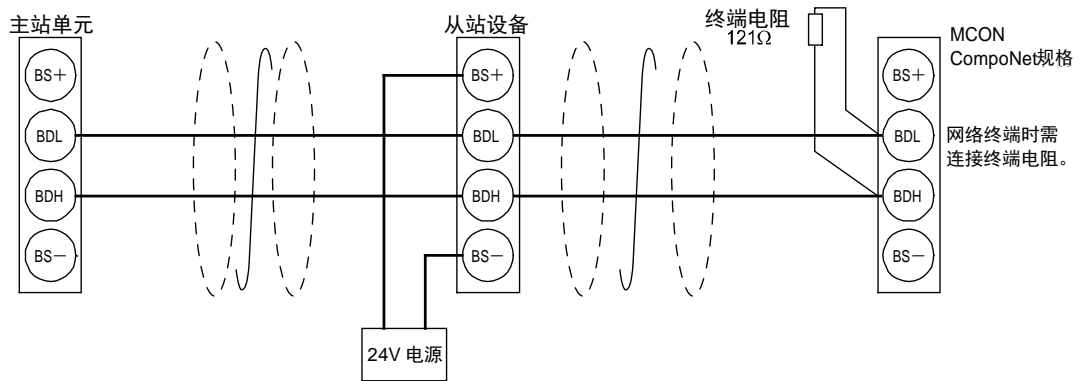 主站单元
BS+
BDL
BDH
BS−
从站设备
BS+
BDL
BDH
BS−
24V 电源
终端电阻
121Ω
BS+
BDL
BDH
BS−
MCON
CompoNet规格
网络终端时需
连接终端电阻。